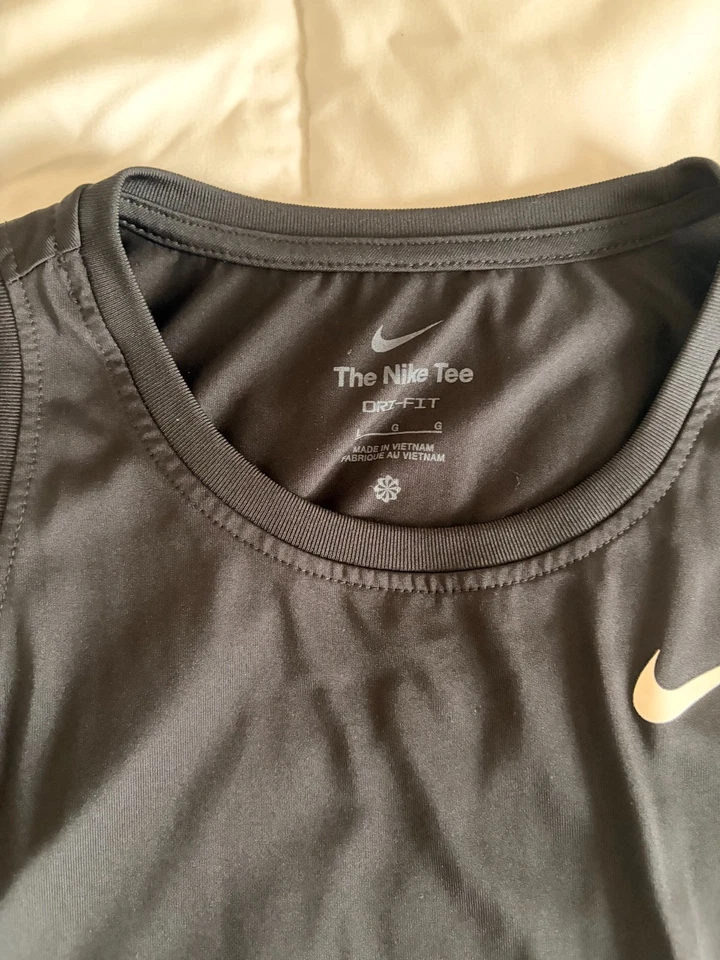 The Nike Tee
DRI-FIT
L G G
MADE IN VIETNAM
FABRIQUE AU VIETNAM